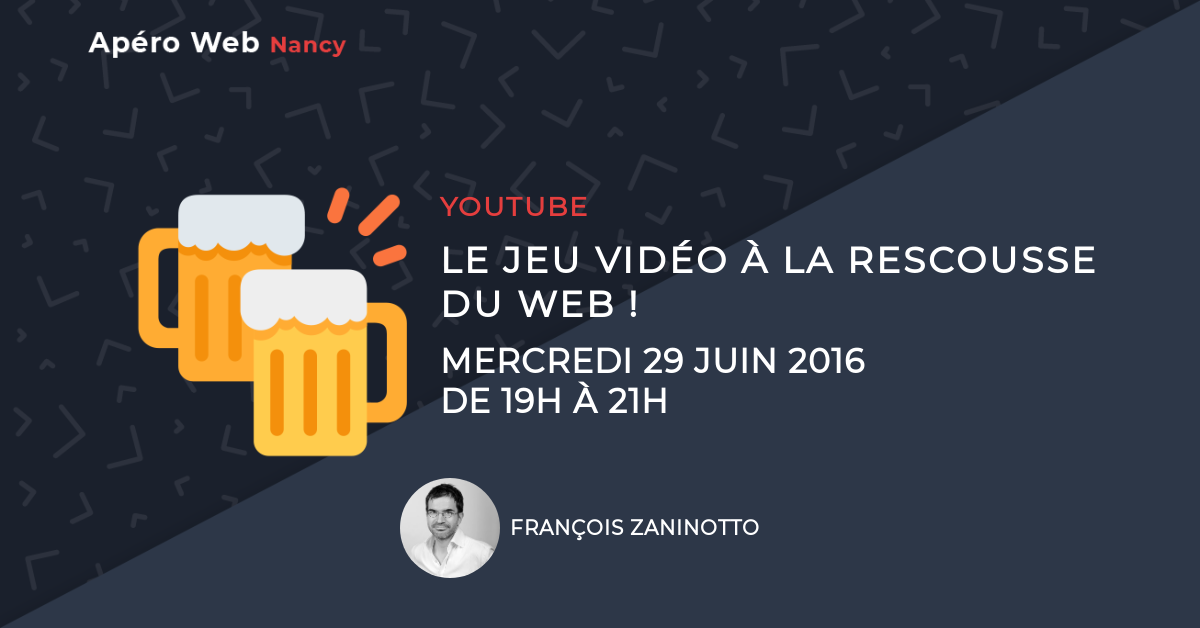 Apéro Web Nancy
YOUTUBE
LE JEU VIDÉO À LA RESCOUSSE
DU WEB !
MERCREDI 29 JUIN 2016
DE 19H À 21H
FRANÇOIS ZANINOTTO